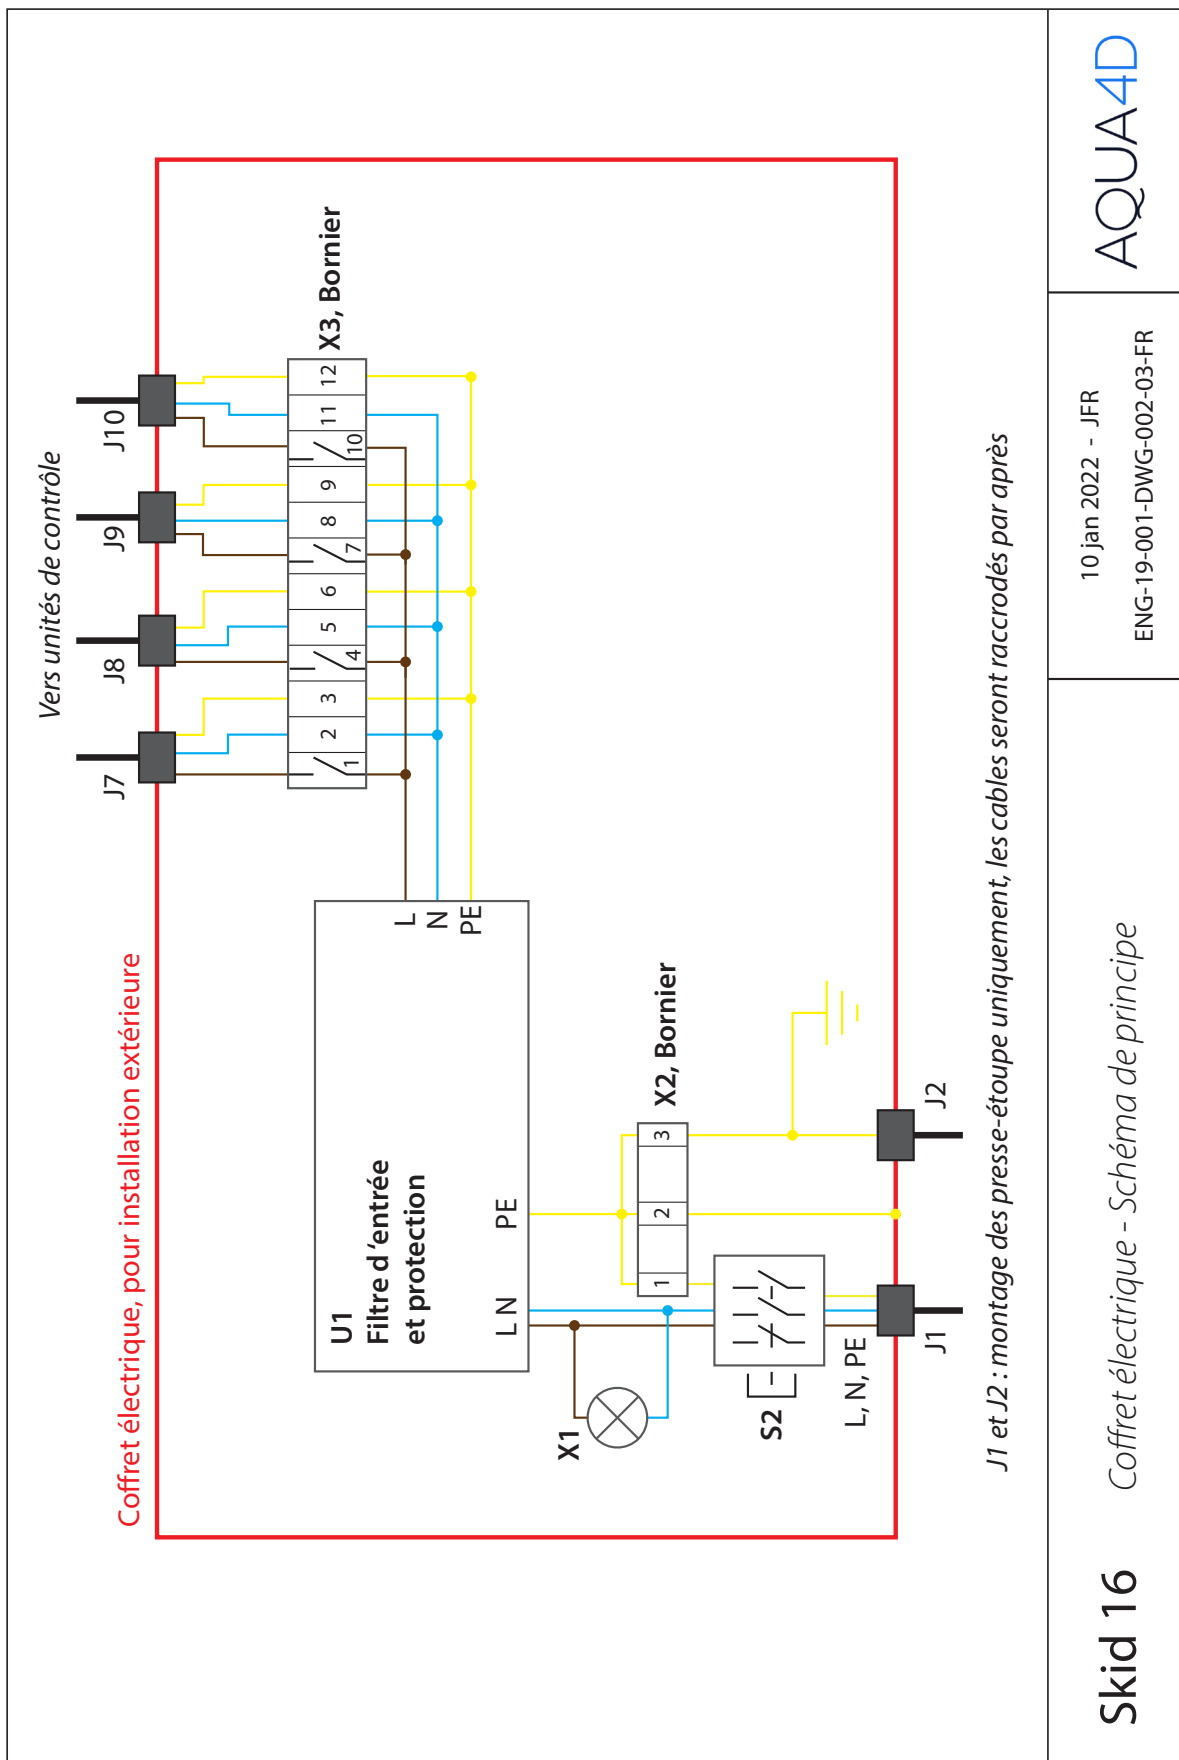 Vers unités de contrôle
J7
J8
J9
J10
Coffret électrique, pour installation extérieure
X3, Bornier
1
2
3
4
5
6
7
8
9
10
11
12
U1
Filtre d ‘entrée
et protection
L
N
PE
L N
PE
X2, Bornier
1
2
3
X1
S2
L, N, PE
J1
J2
J1 et J2 : montage des presse-étoupe uniquement, les cables seront raccrodés par après
Skid 16
Coffret électrique - Schéma de principe
10 jan 2022 - JFR
ENG-19-001-DWG-002-03-FR
AQUA4D